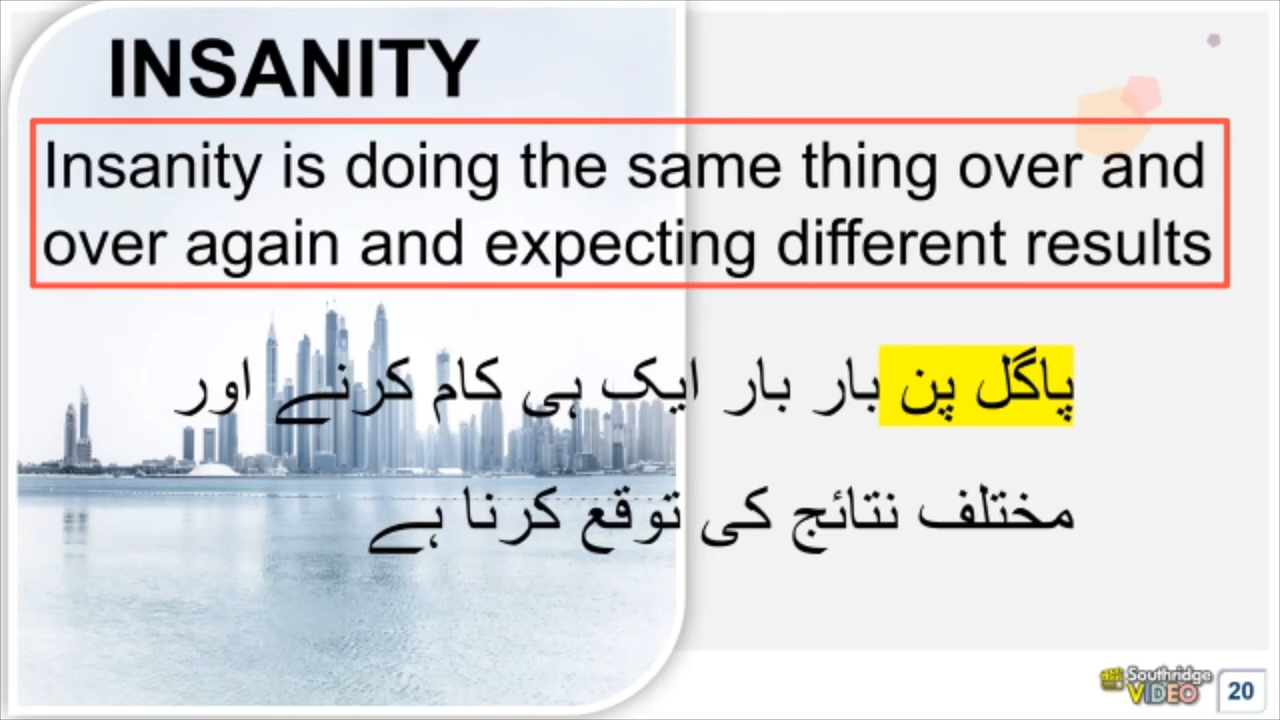 INSANITY
Insanity is doing the same thing over and
over again and expecting different results
پاگل پن بار بار ایک ہی کام کرنے اور
مختلف نتائج کی توقع کرنا ہے
Southridge
VIDEO
20